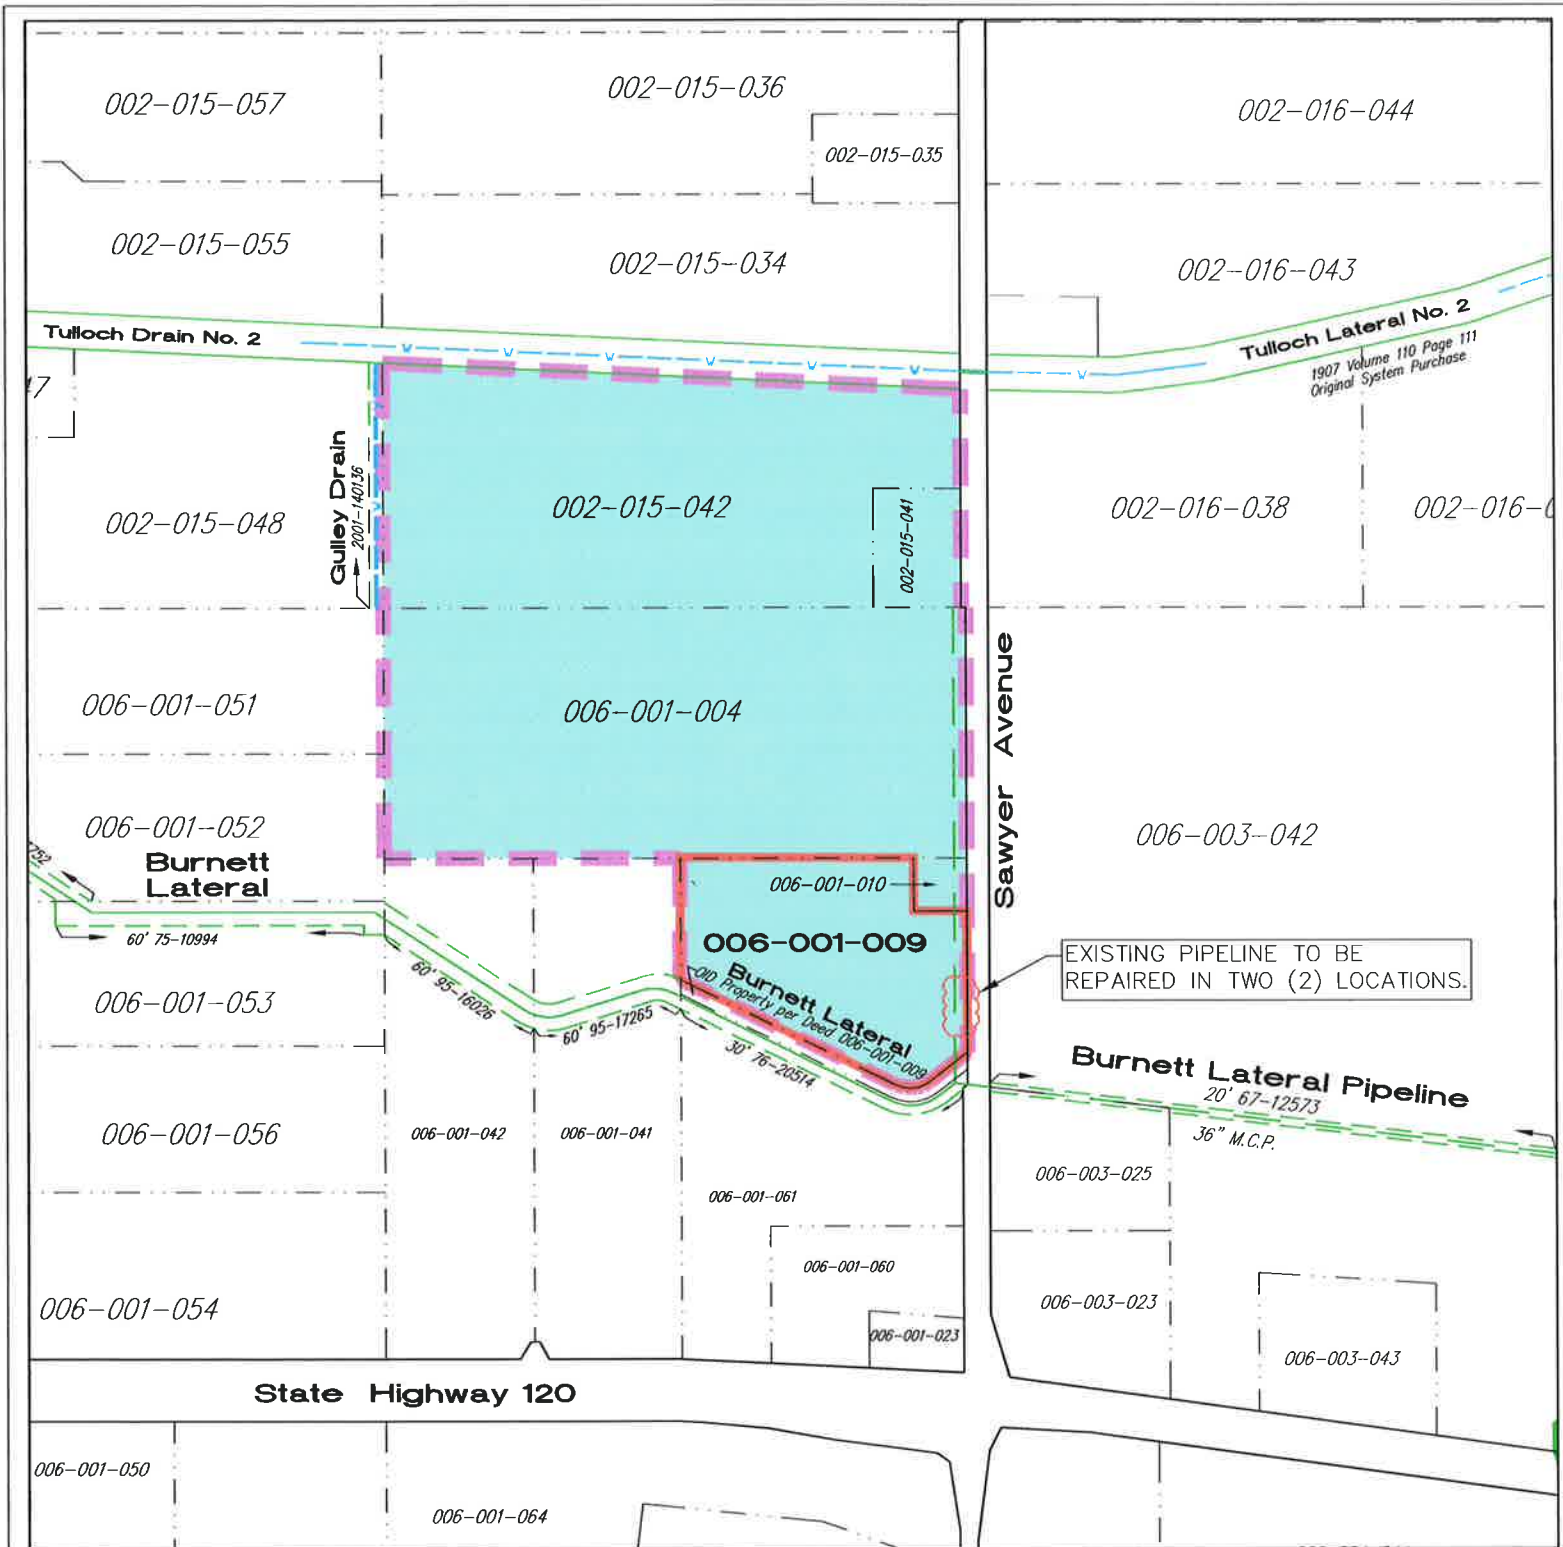 002-015-057
002-015-036
002-016-044
002-015-035
002-015-055
002-015-034
002-016-043
Tulloch Drain No. 2
Tulloch Lateral No. 2
1907 Volume 110 Page 111
Original System Purchase
47
Gulley Drain
2001-140136
002-015-048
002-015-042
002-015-041
002-016-038
002-016-0
006-001-051
006-001-004
Sawyer Avenue
006-001-052
006-003-042
752
Burnett
Lateral
006-001-010
60' 75-10994
006-001-009
EXISTING PIPELINE TO BE
REPAIRED IN TWO (2) LOCATIONS.
60' 95-16026
006-001-053
60' 95-17265
Burnett Lateral
OID Property per Deed 006-001-009
30' 76-20514
Burnett Lateral Pipeline
20' 67-12573
36" M.C.P.
006-001-056
006-001-042
006-001-041
006-003-025
006-001-061
006-001-060
006-001-054
006-003-023
006-001-023
006-003-043
State Highway 120
006-001-050
006-001-064